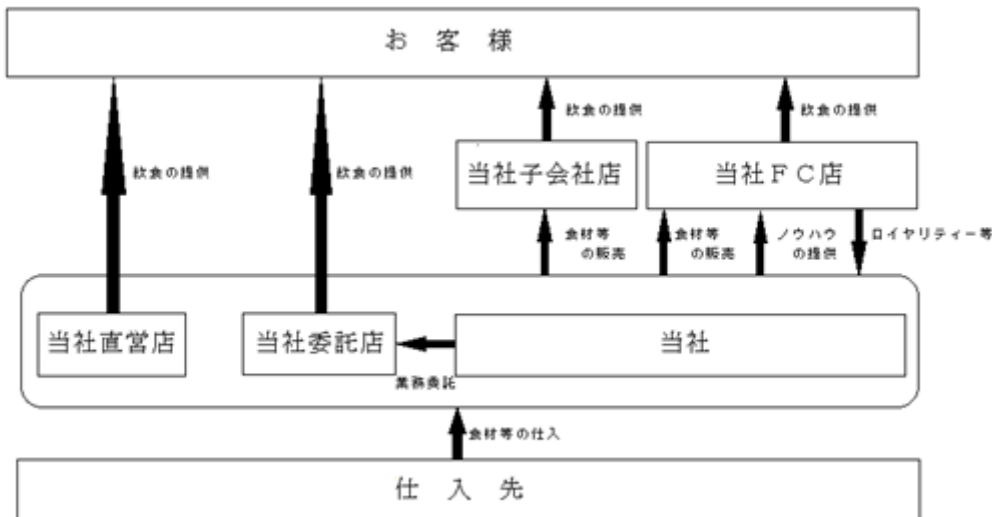 お 客 様
飲食の提供
飲食の提供
飲食の提供
飲食の提供
当社子会社店
当社ＦＣ店
食材等
の販売
食材等
の販売
ノウハウ
の提供
ロイヤリティー等
当社直営店
当社委託店
当社
業務委託
食材等の仕入
仕 入 先